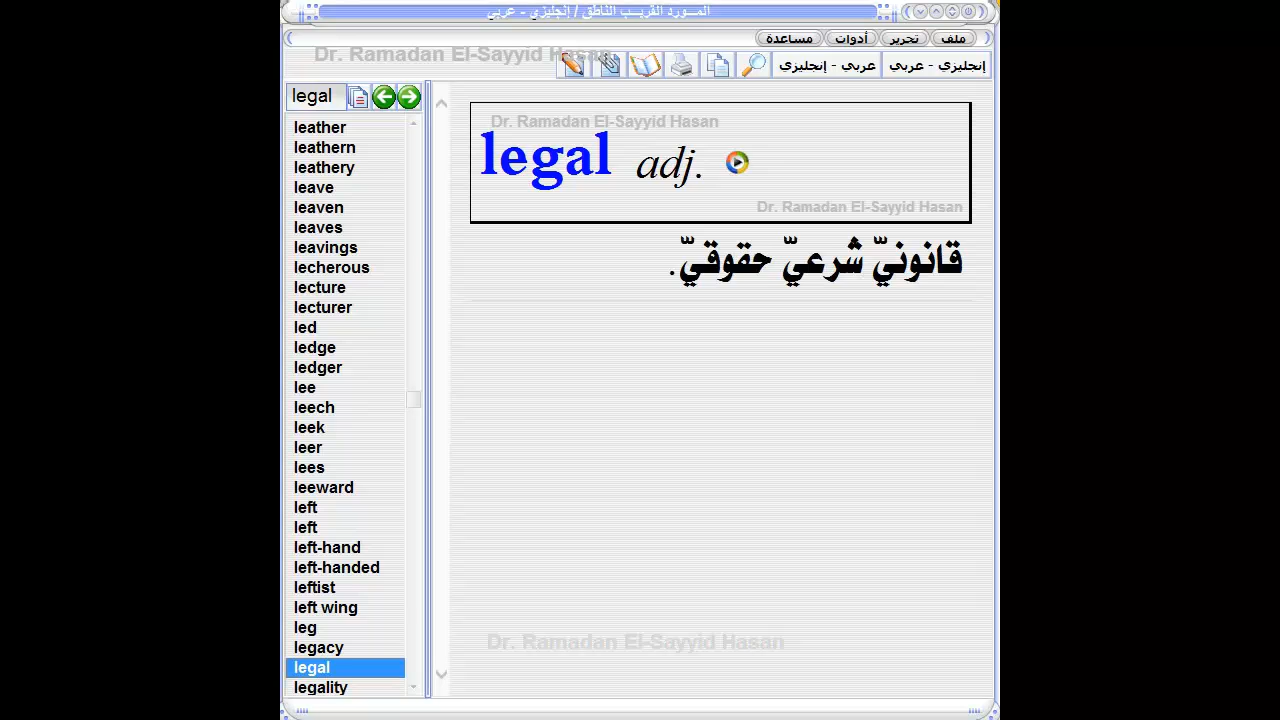 المـــورد القريـــب الناطق / إنجليزي - عربي
ملف تحرير أدوات مساعدة
Dr. Ramadan El-Sayyid Hasan
إنجليزي - عربي عربي - إنجليزي
legal
leather
leathern
leathery
leave
leaven
leaves
leavings
lecherous
lecture
lecturer
led
ledge
ledger
lee
leech
leek
leer
lees
leeward
left
left
left-hand
left-handed
leftist
left wing
leg
legacy
legal
legality
Dr. Ramadan El-Sayyid Hasan
legal adj.
Dr. Ramadan El-Sayyid Hasan
قانونيّ شرعيّ حقوقيّ.
Dr. Ramadan El-Sayyid Hasan